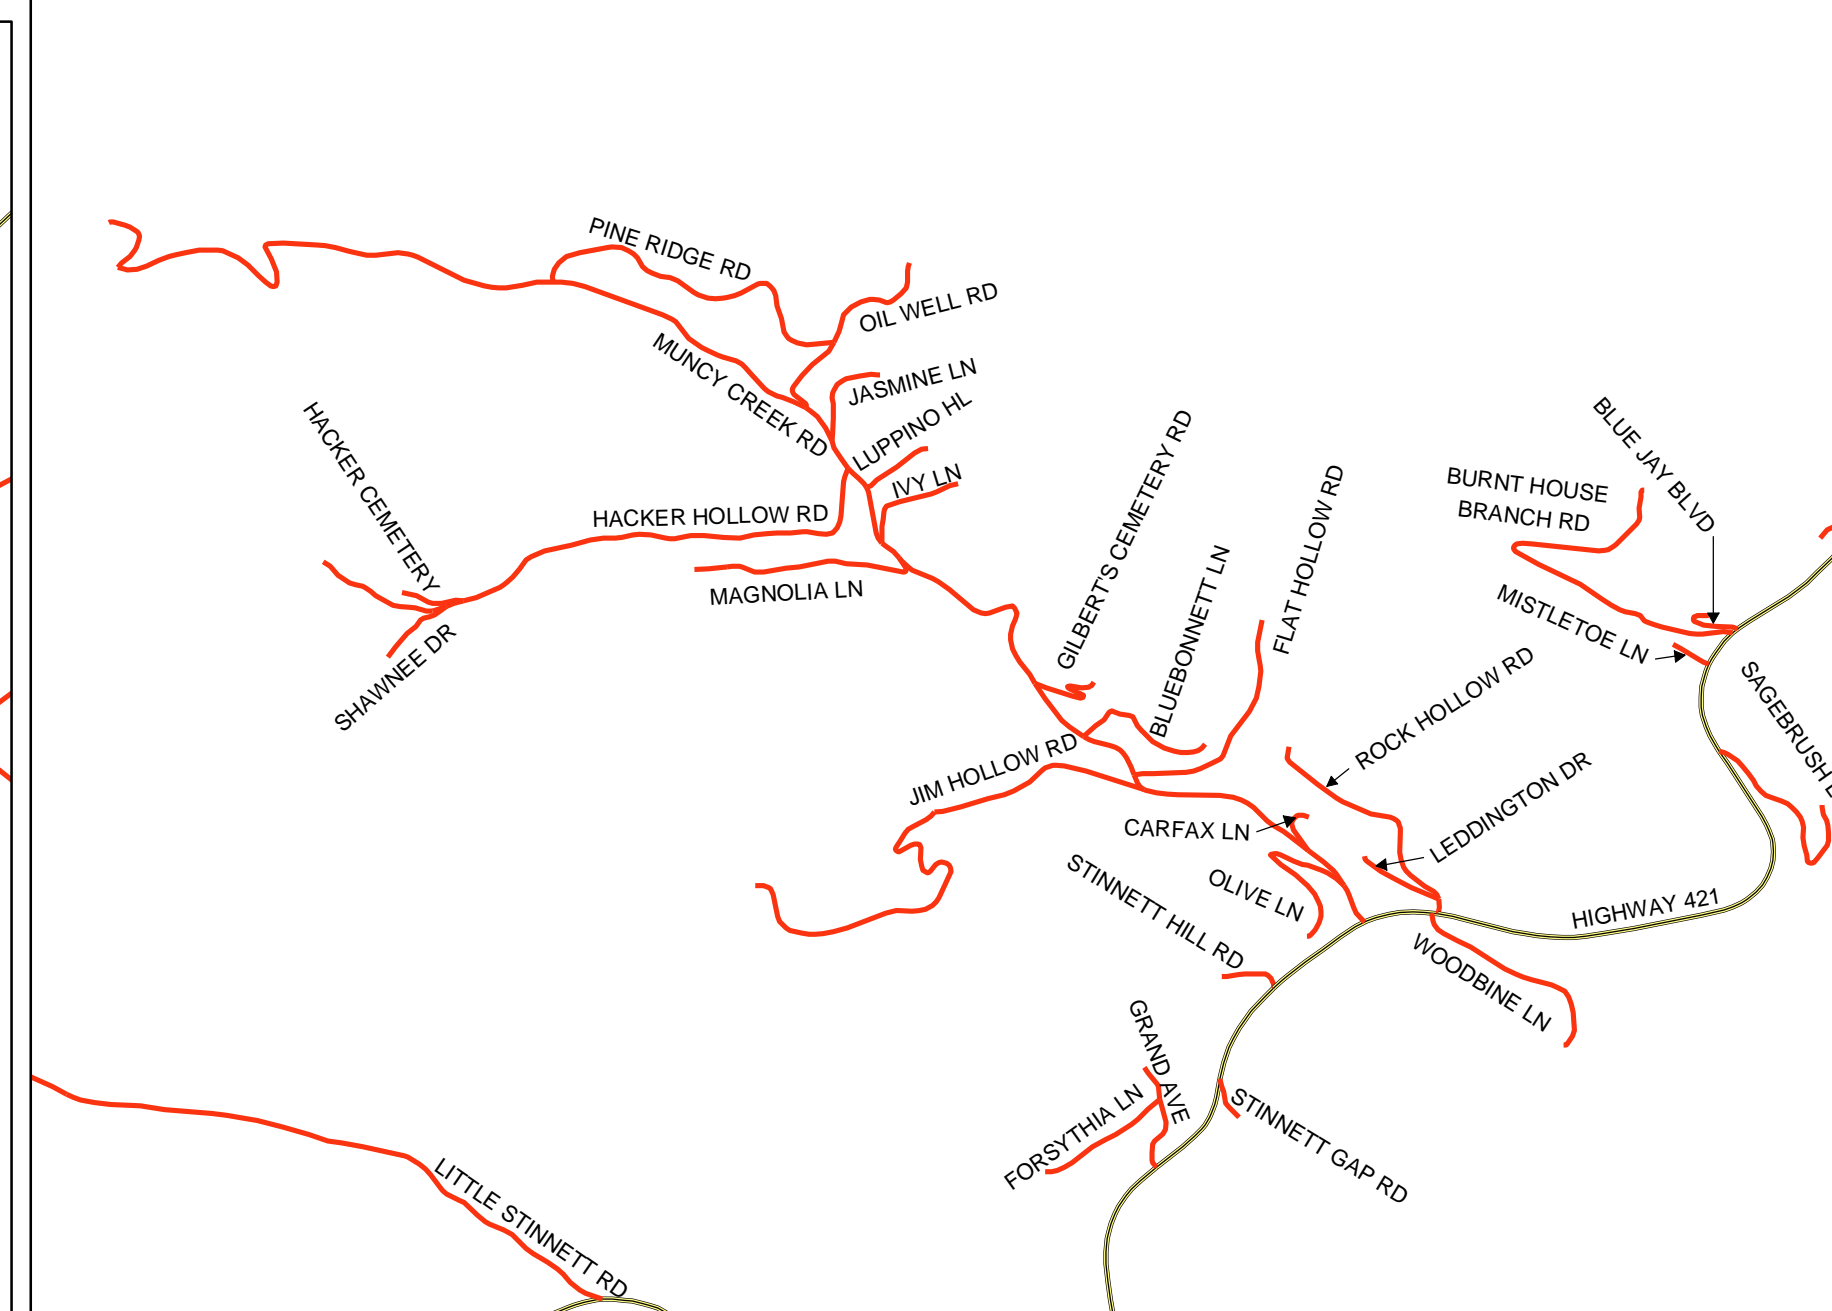 PINE RIDGE RD
OIL WELL RD
MUNCY CREEK RD
JASMINE LN
LUPPINO HL
IVY LN
HACKER CEMETERY
HACKER HOLLOW RD
MAGNOLIA LN
SHAWNEE DR
GILBERT'S CEMETERY RD
BLUEBONNETT LN
FLAT HOLLOW RD
BLUE JAY BLVD
BURNT HOUSE
BRANCH RD
MISTLETOE LN
SAGEBRUSH L
ROCK HOLLOW RD
JIM HOLLOW RD
LEDDINGTON DR
CARFAX LN
OLIVE LN
STINNETT HILL RD
HIGHWAY 421
WOODBINE LN
GRAND AVE
FORSYTHIA LN
STINNETT GAP RD
LITTLE STINNETT RD